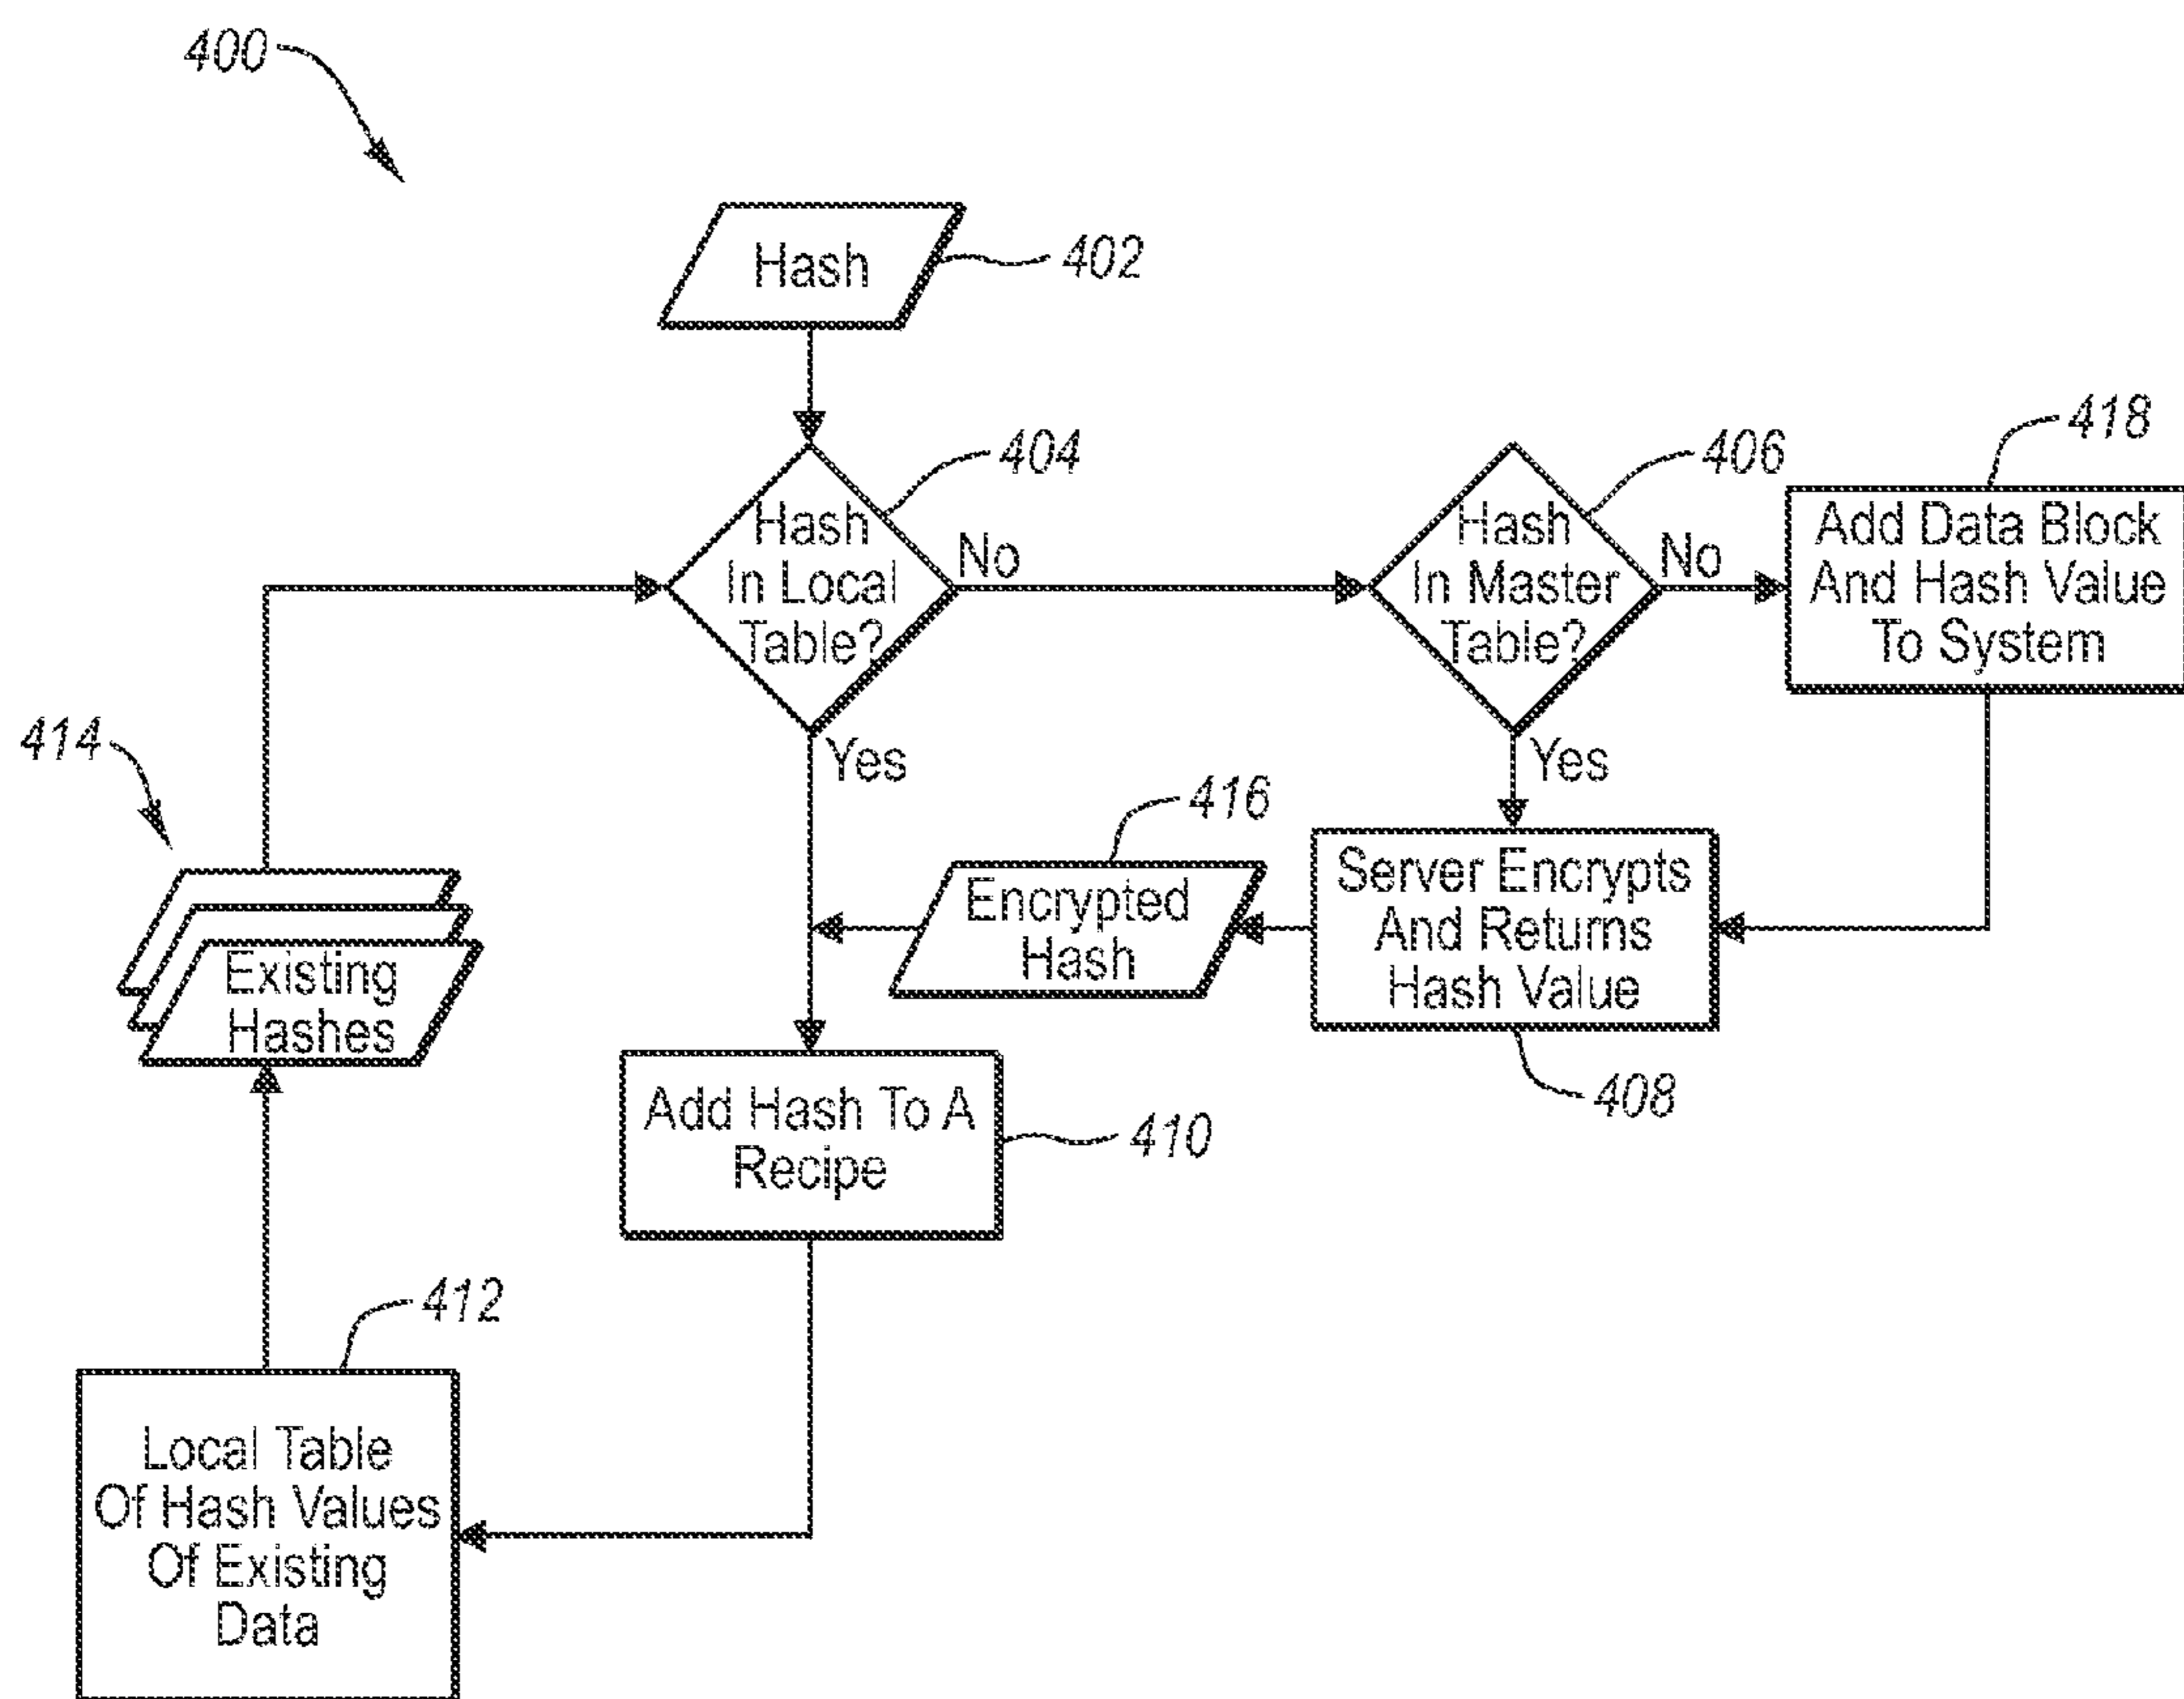 400
Hash
402
404
Hash
In Local
Table?
No
Yes
406
Hash
In Master
Table?
No
Yes
418
Add Data Block
And Hash Value
To System
414
Existing
Hashes
416
Encrypted
Hash
Server Encrypts
And Returns
Hash Value
408
Add Hash To A
Recipe
410
412
Local Table
Of Hash Values
Of Existing
Data